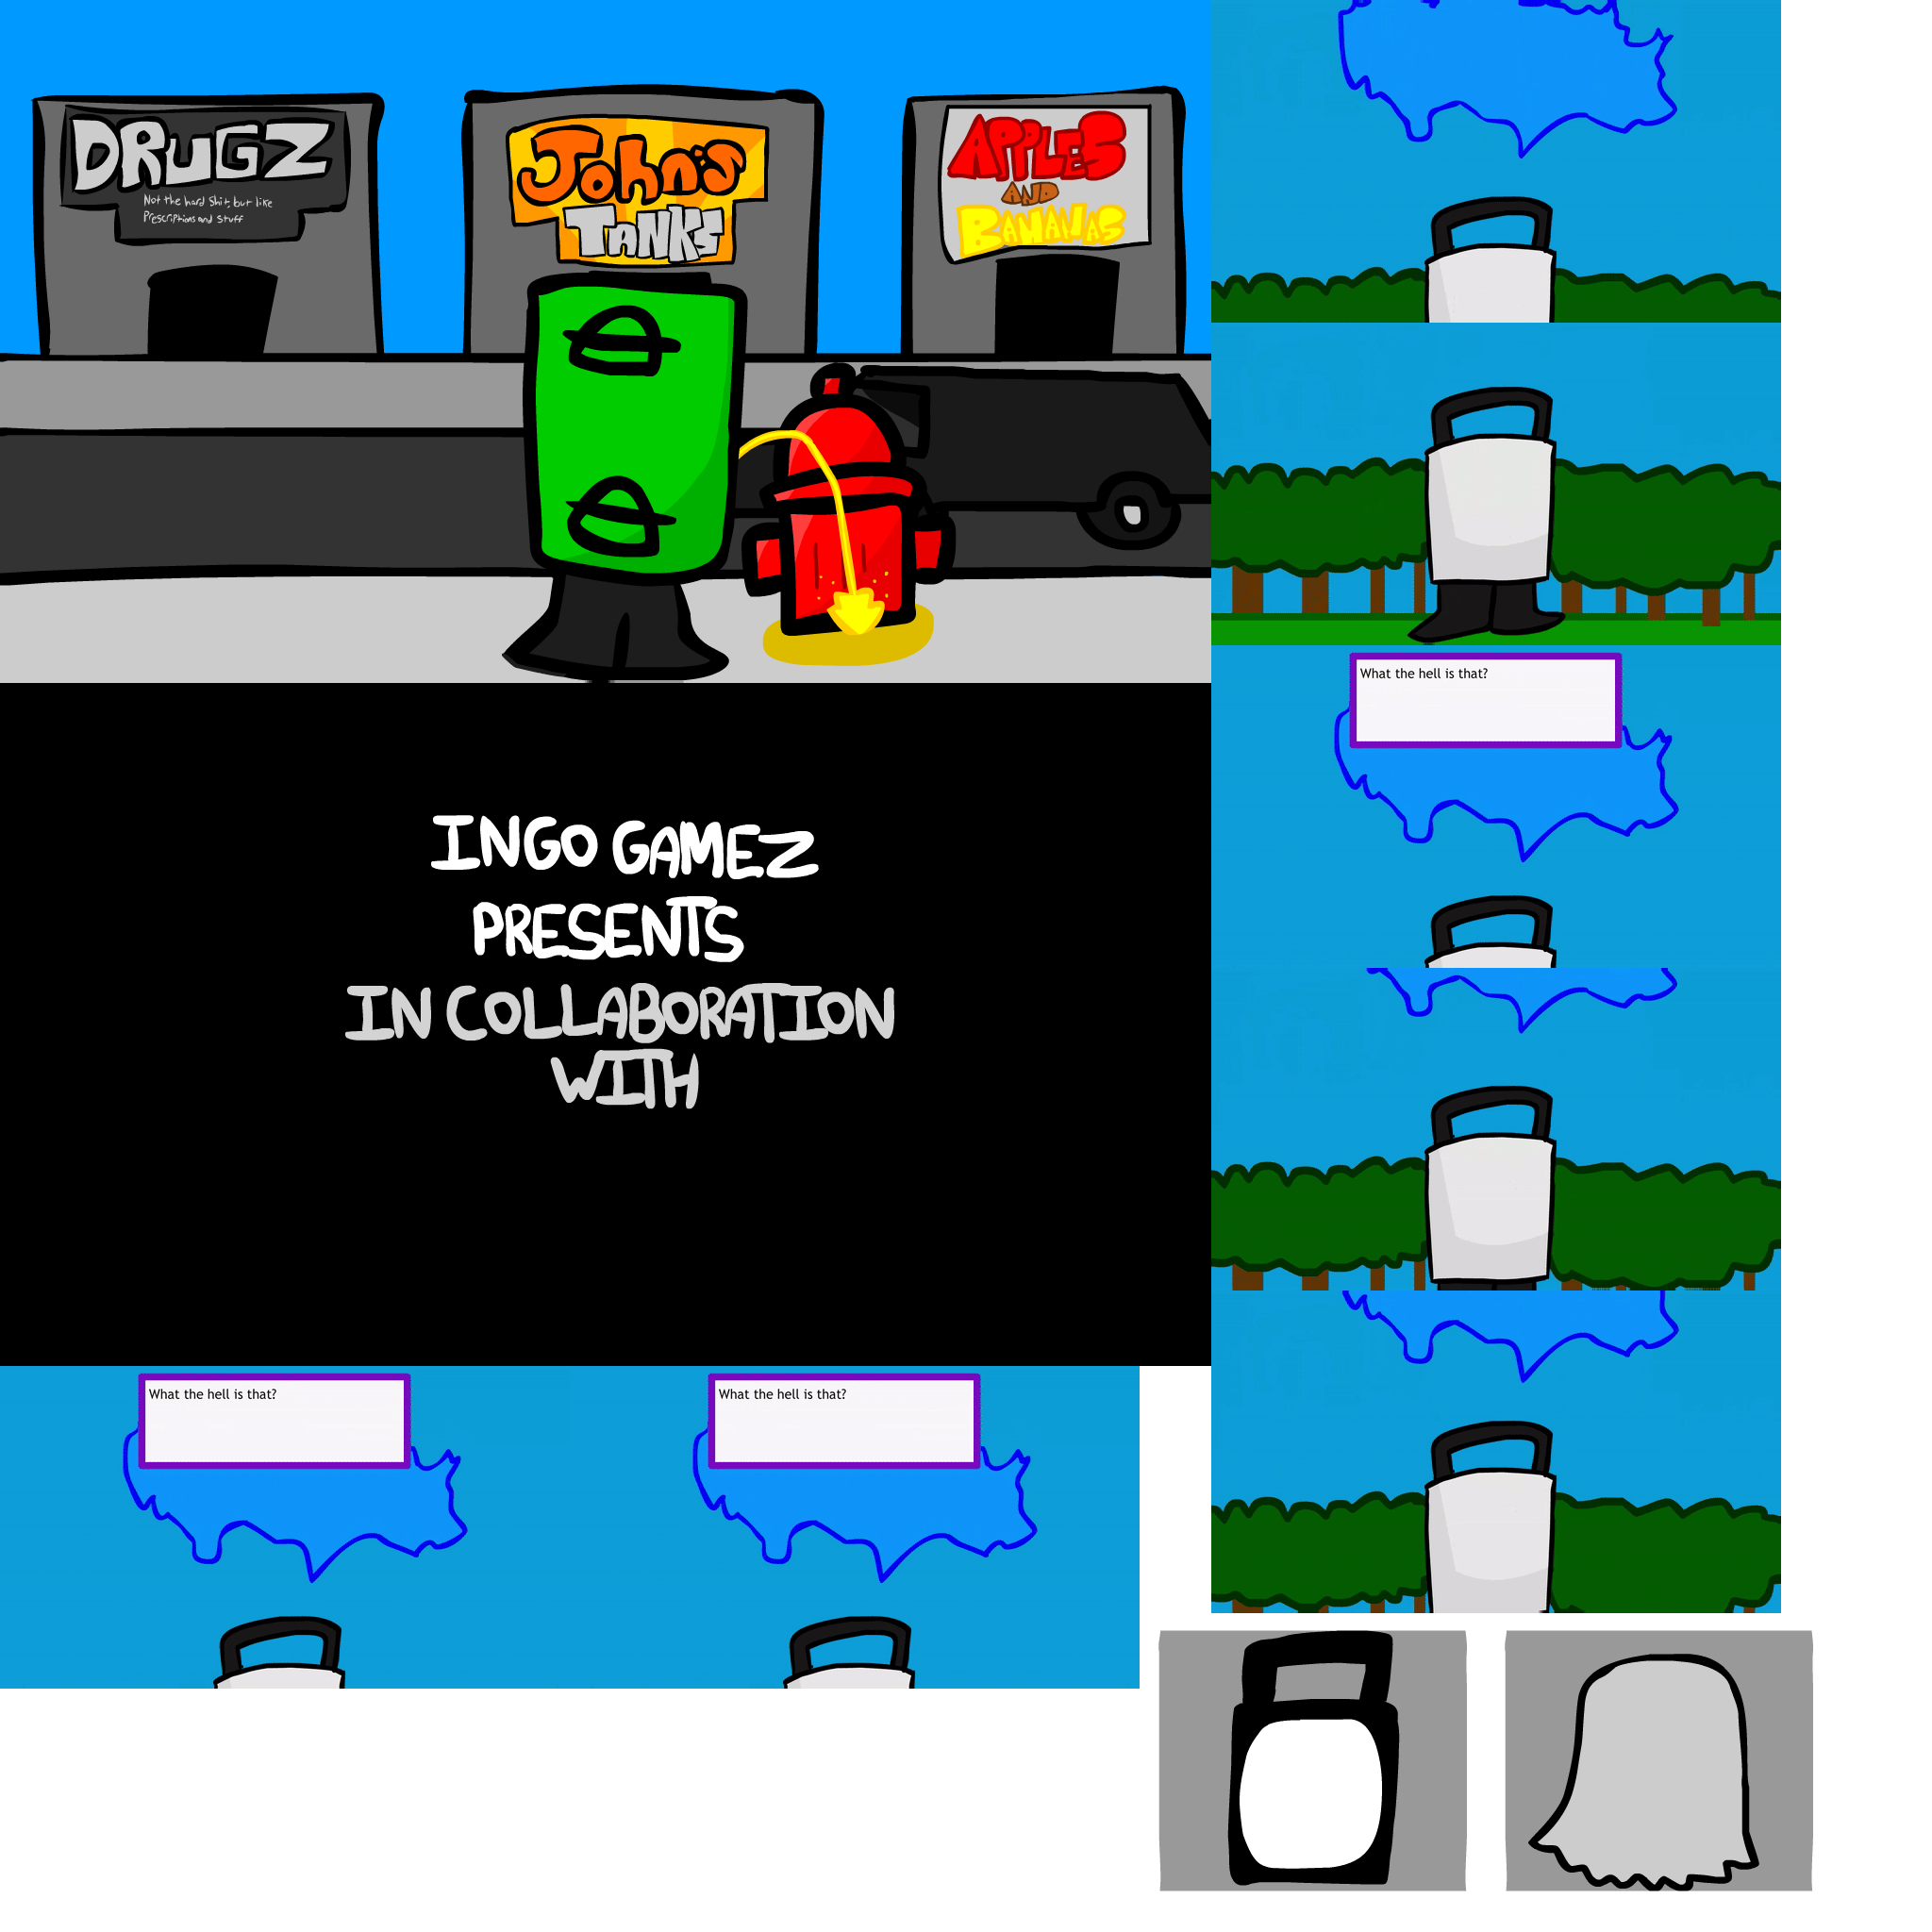 DRUGZ
Not the hard Shit, but like
Prescriptions and stuff
John's
TANKS
APPLES
AND
BANANAS
What the hell is that?
INGO GAMEZ
PRESENTS
IN COLLABORATION
WITH
What the hell is that?
What the hell is that?